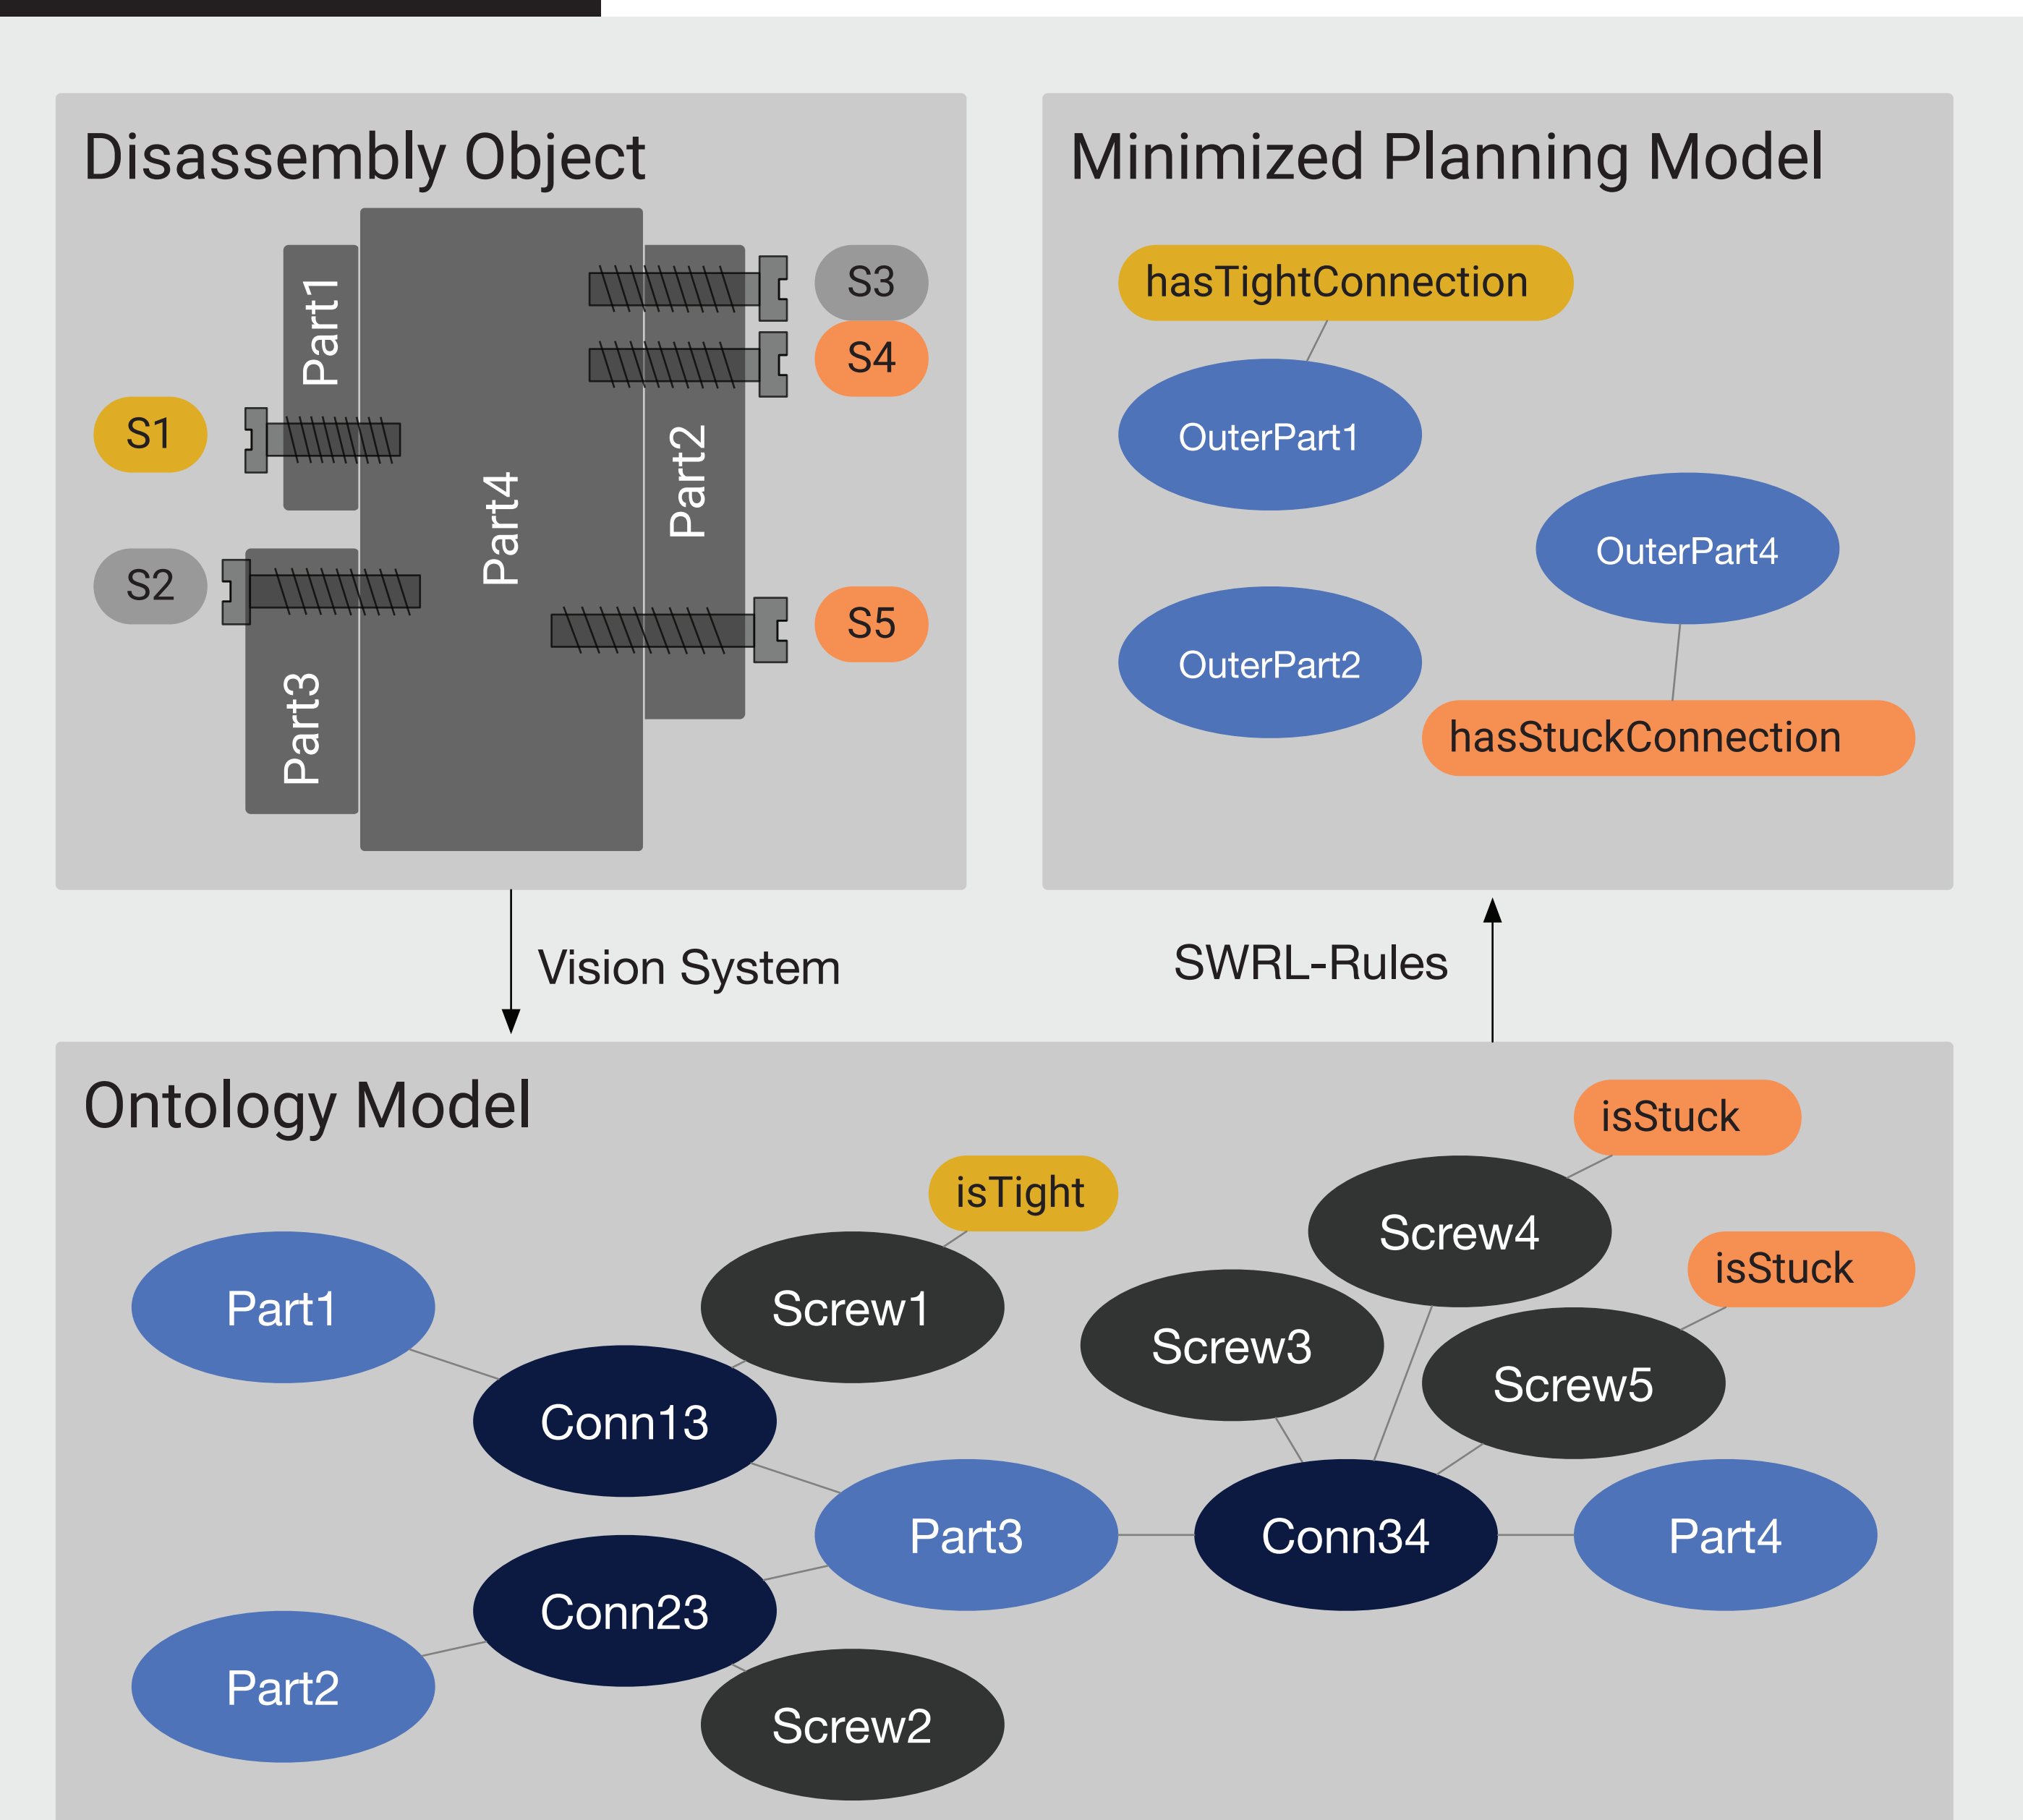 Disassembly Object
Part1
S3
S4
S1
Part2
Part4
S2
S5
Part3
Minimized Planning Model
hasTightConnection
OuterPart1
OuterPart4
OuterPart2
hasStuckConnection
Vision System
SWRL-Rules
Ontology Model
isStuck
isTight
Screw4
isStuck
Part1
Screw1
Screw3
Screw5
Conn13
Part3
Conn34
Part4
Conn23
Part2
Screw2